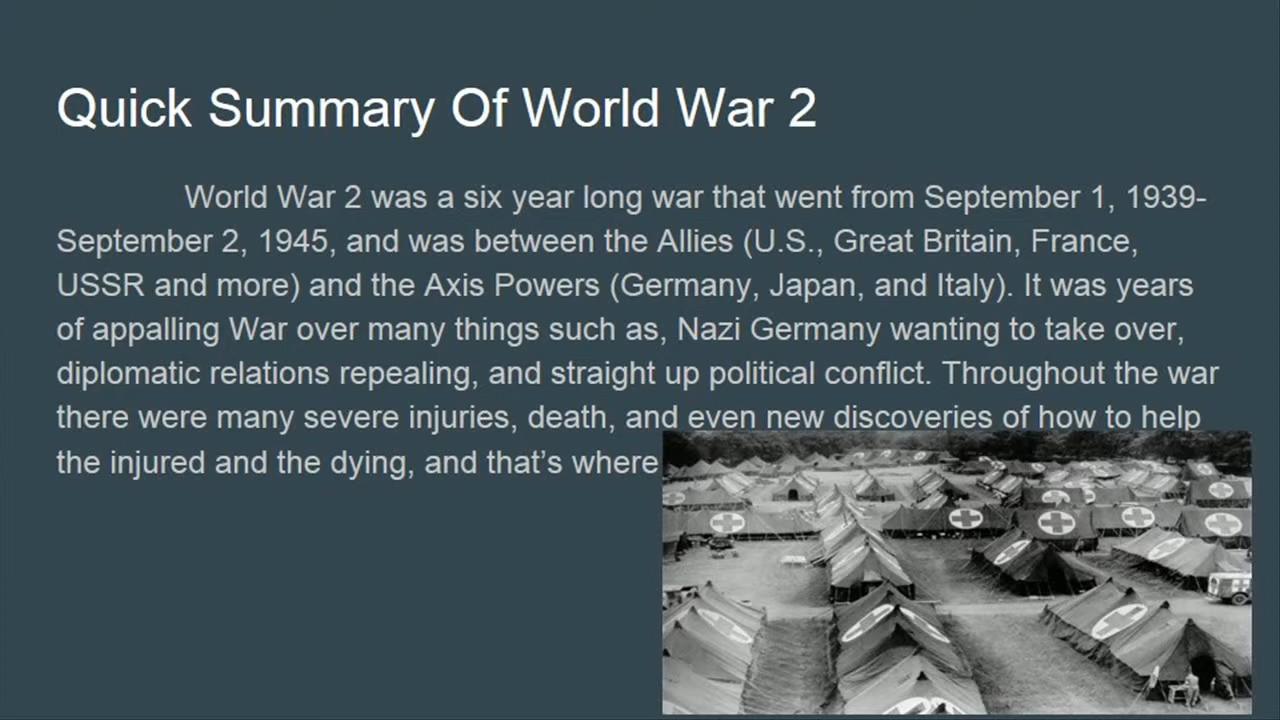 Quick Summary Of World War 2
World War 2 was a six year long war that went from September 1, 1939-
September 2, 1945, and was between the Allies (U.S., Great Britain, France,
USSR and more) and the Axis Powers (Germany, Japan, and Italy). It was years
of appalling War over many things such as, Nazi Germany wanting to take over,
diplomatic relations repealing, and straight up political conflict. Throughout the war
there were many severe injuries, death, and even new discoveries of how to help
the injured and the dying, and that’s where